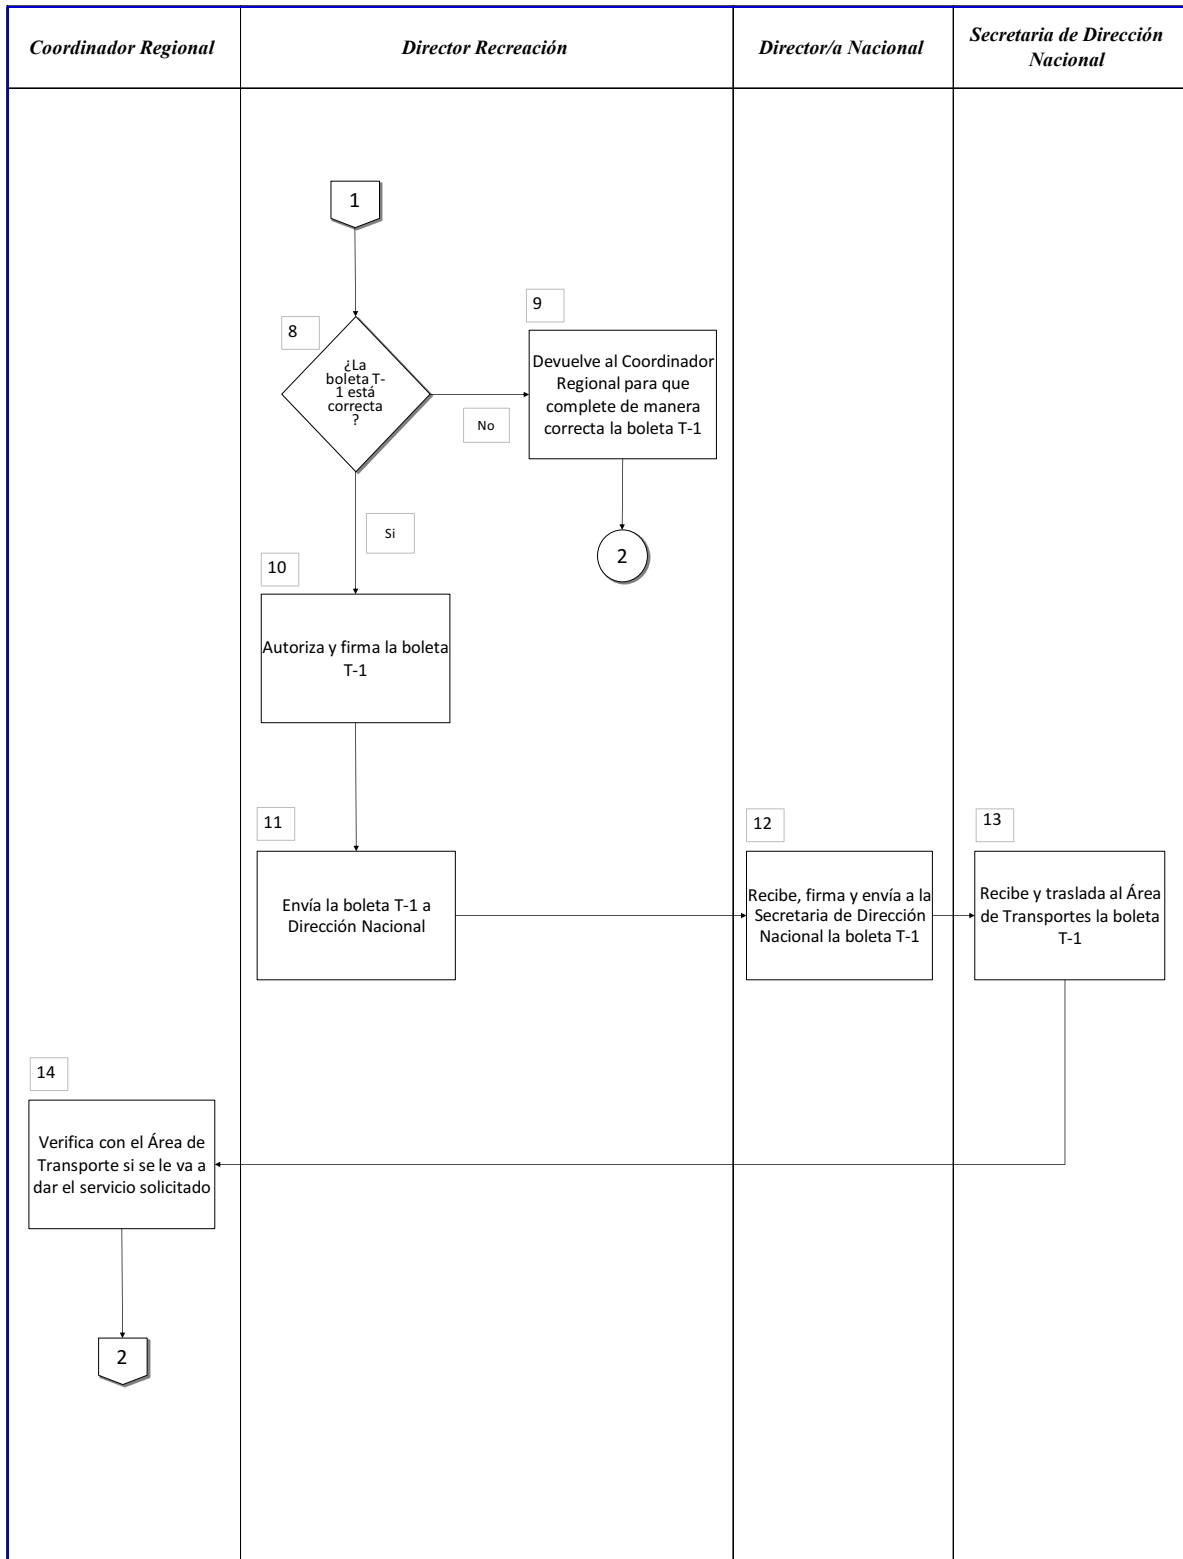 Coordinador Regional
Director Recreación
Director/a Nacional
Secretaria de Dirección
Nacional
1
8
¿La
boleta T-
1 está
correcta
?
No
9
Devuelve al Coordinador
Regional para que
complete de manera
correcta la boleta T-1
2
Si
10
Autoriza y firma la boleta
T-1
11
Envía la boleta T-1 a
Dirección Nacional
12
Recibe, firma y envía a la
Secretaria de Dirección
Nacional la boleta T-1
13
Recibe y traslada al Área
de Transportes la boleta
T-1
14
Verifica con el Área de
Transporte si se le va a
dar el servicio solicitado
2